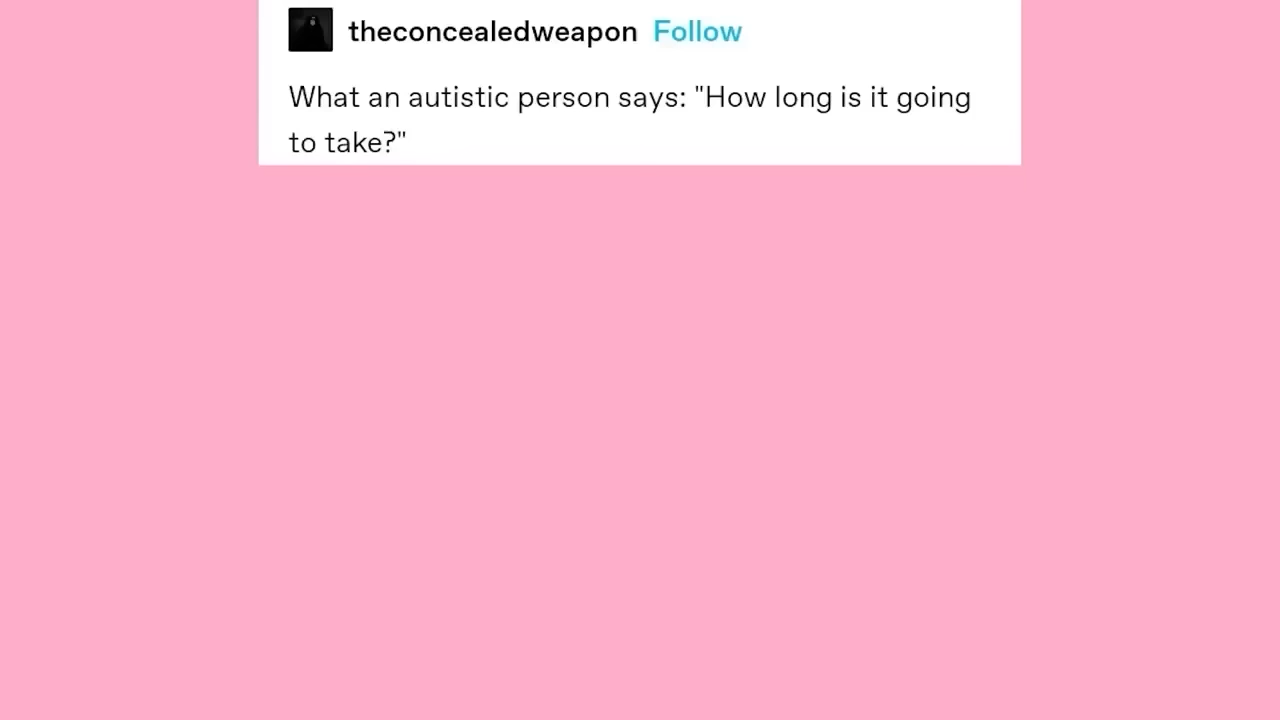 theconcealedweapon Follow
What an autistic person says: "How long is it going
to take?"